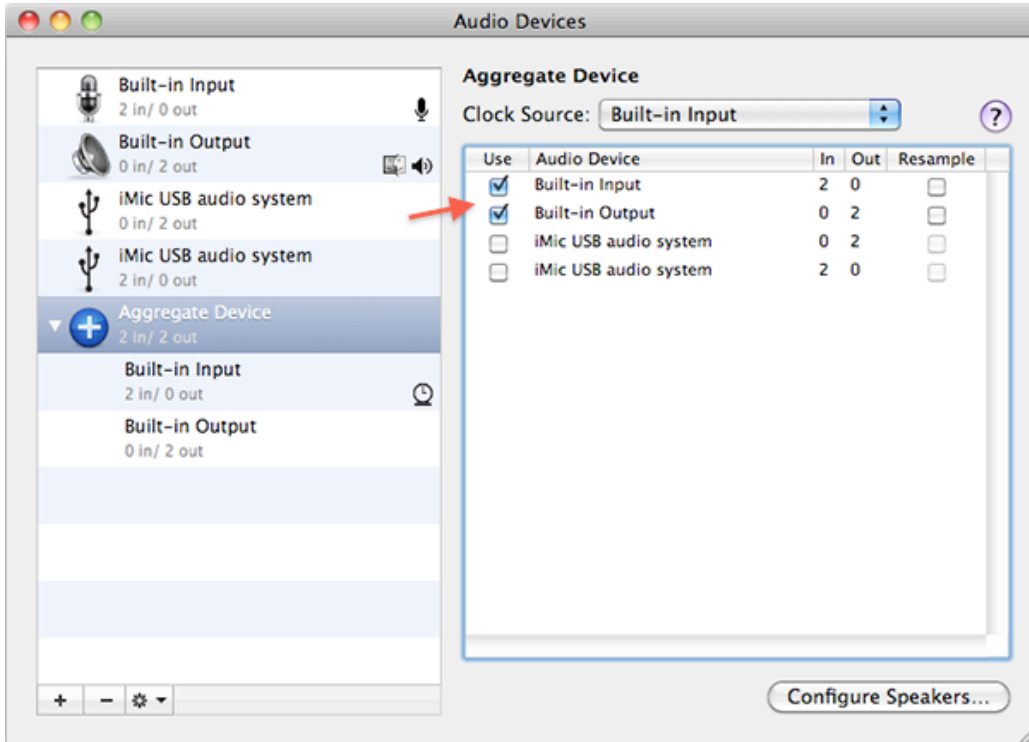 Audio Devices
Built-in Input
2 in/ 0 out
Built-in Output
0 in/ 2 out
iMic USB audio system
0 in/ 2 out
iMic USB audio system
2 in/ 0 out
Aggregate Device
2 in/ 2 out
Built-in Input
2 in/ 0 out
Built-in Output
0 in/ 2 out
Aggregate Device
Clock Source: Built-in Input ?
Use Audio Device In Out Resample
Built-in Input 2 0
Built-in Output 0 2
iMic USB audio system 0 2
iMic USB audio system 2 0
Configure Speakers...